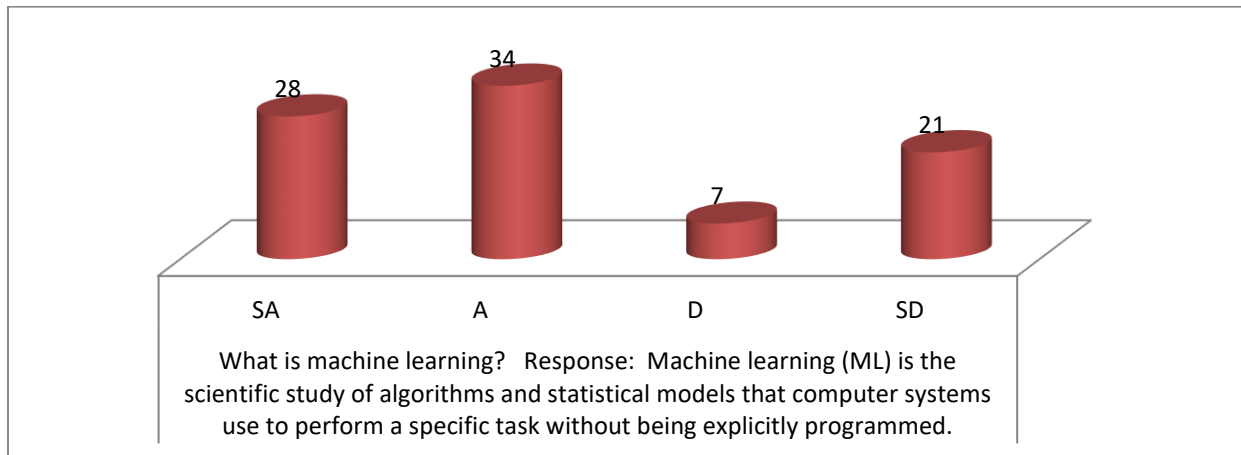 28
34
7
21
SA
A
D
SD
What is machine learning? Response: Machine learning (ML) is the
scientific study of algorithms and statistical models that computer systems
use to perform a specific task without being explicitly programmed.